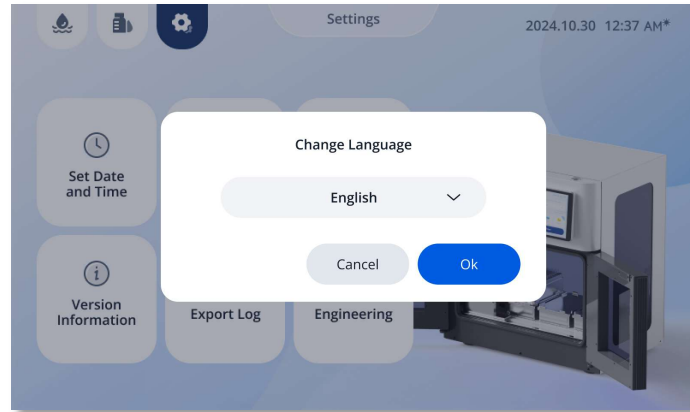 Settings
2024.10.30 12:37 AM*
Change Language
Set Date
and Time
English
Cancel
Ok
Version
Information
Export Log
Engineering